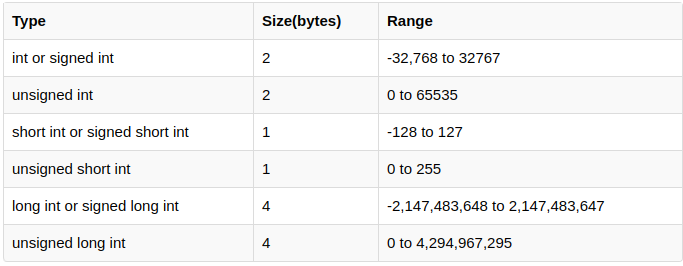 Type Size(bytes) Range
int or signed int 2 -32,768 to 32767
unsigned int 2 0 to 65535
short int or signed short int 1 -128 to 127
unsigned short int 1 0 to 255
long int or signed long int 4 -2,147,483,648 to 2,147,483,647
unsigned long int 4 0 to 4,294,967,295